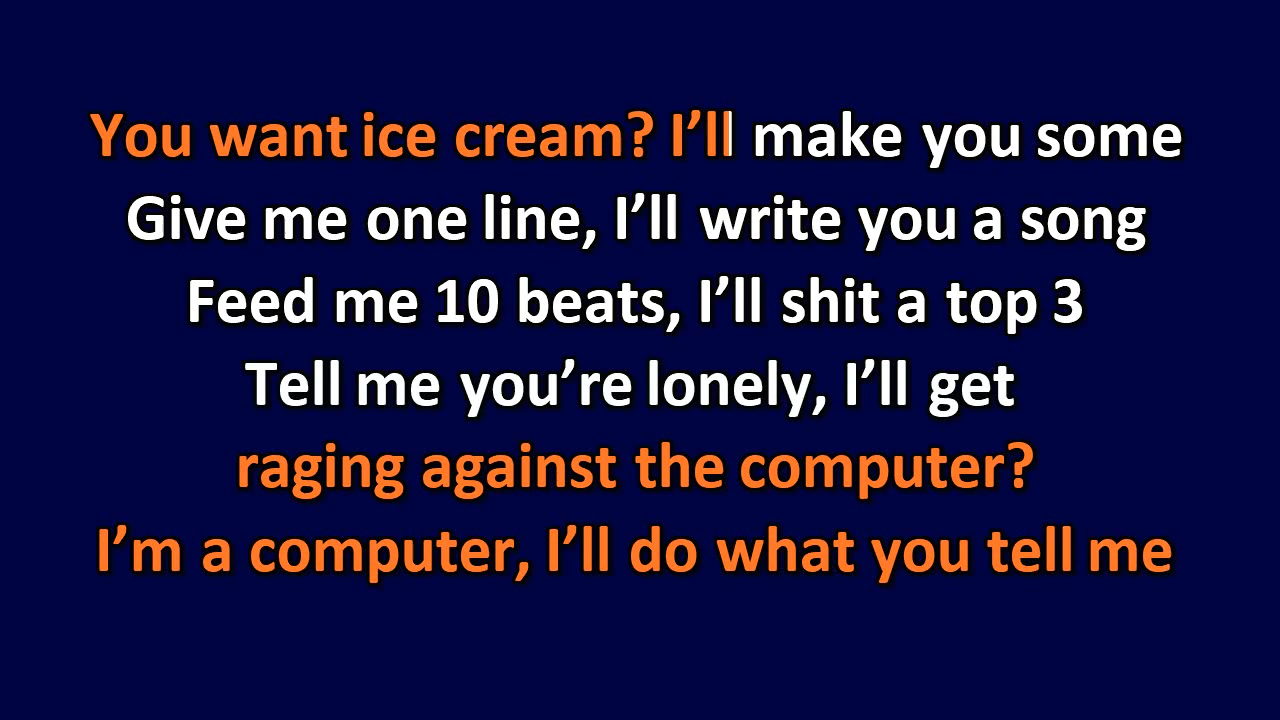 You want ice cream? I’ll make you some
Give me one line, I’ll write you a song
Feed me 10 beats, I’ll shit a top 3
Tell me you’re lonely, I’ll get
raging against the computer?
I’m a computer, I’ll do what you tell me